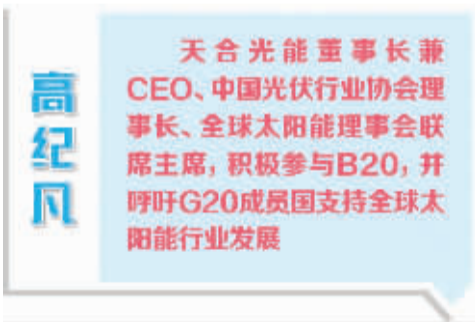 高纪凡
天合光能董事长兼
CEO、中国光伏行业协会理
事长、全球太阳能理事会联
席主席，积极参与B20，并
呼吁G20成员国支持全球太
阳能行业发展